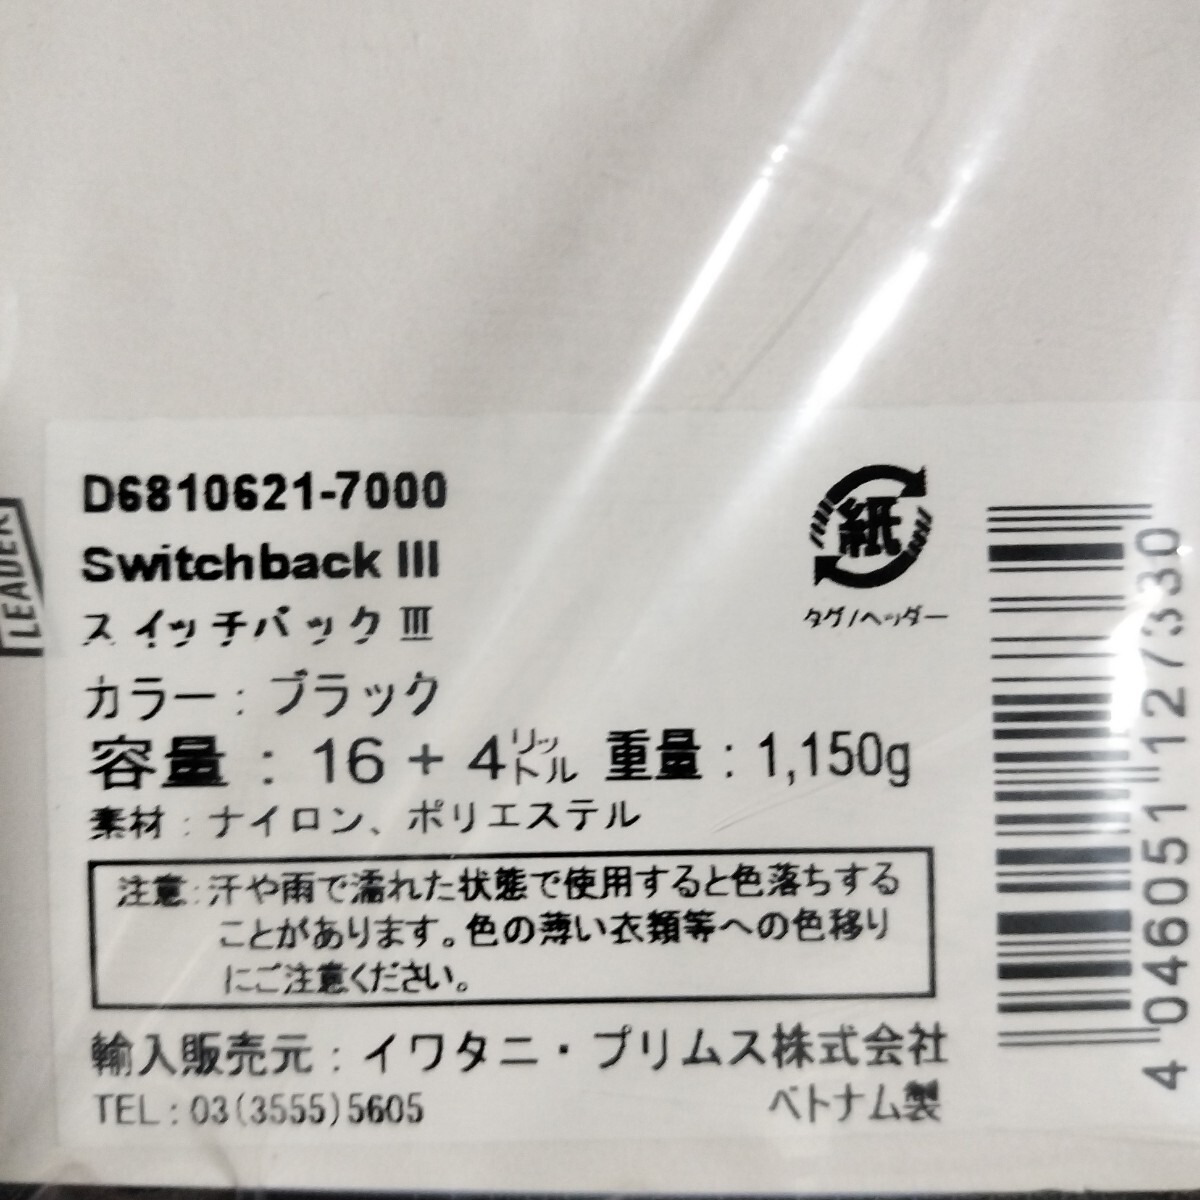 LEADER
D6810621-7000
Switchback III
スイッチバックⅢ
カラー：ブラック
容量：16＋4リットル 重量：1,150g
素材：ナイロン、ポリエステル
注意：汗や雨で濡れた状態で使用すると色落ちする
ことがあります。色の薄い衣類等への色移り
にご注意ください。
輸入販売元：イワタニ・プリムス株式会社
TEL：03(3555)5605
ベトナム製
紙
タグ/ヘッダー
4 046051 127330